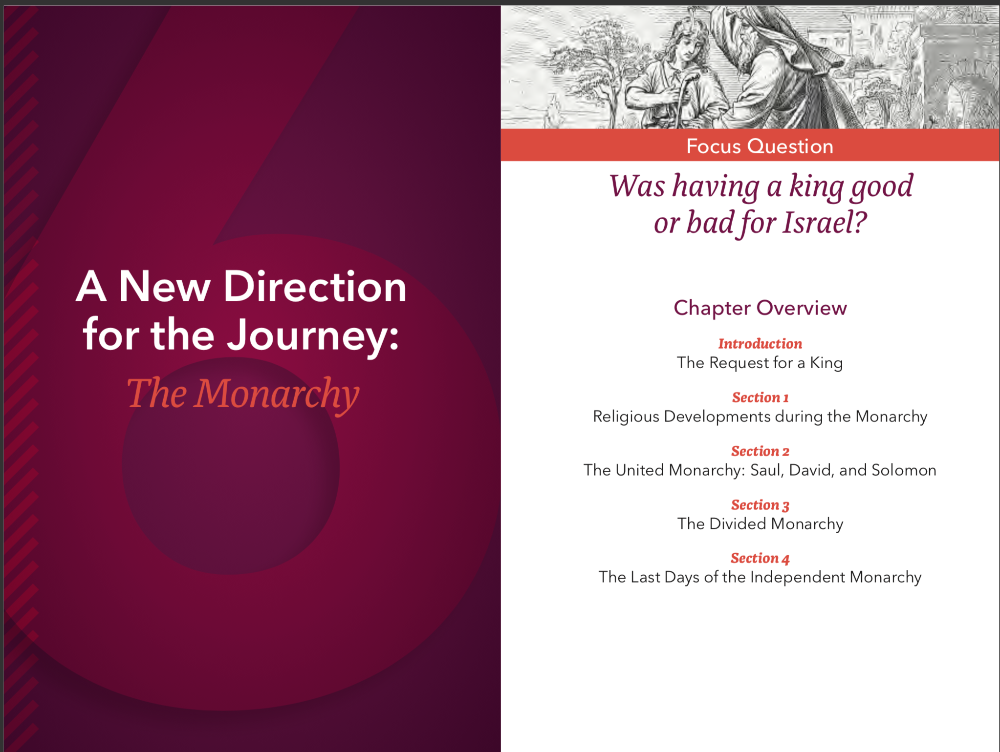 6
A New Direction
for the Journey:
The Monarchy
Focus Question
Was having a king good
or bad for Israel?
Chapter Overview
Introduction
The Request for a King
Section 1
Religious Developments during the Monarchy
Section 2
The United Monarchy: Saul, David, and Solomon
Section 3
The Divided Monarchy
Section 4
The Last Days of the Independent Monarchy